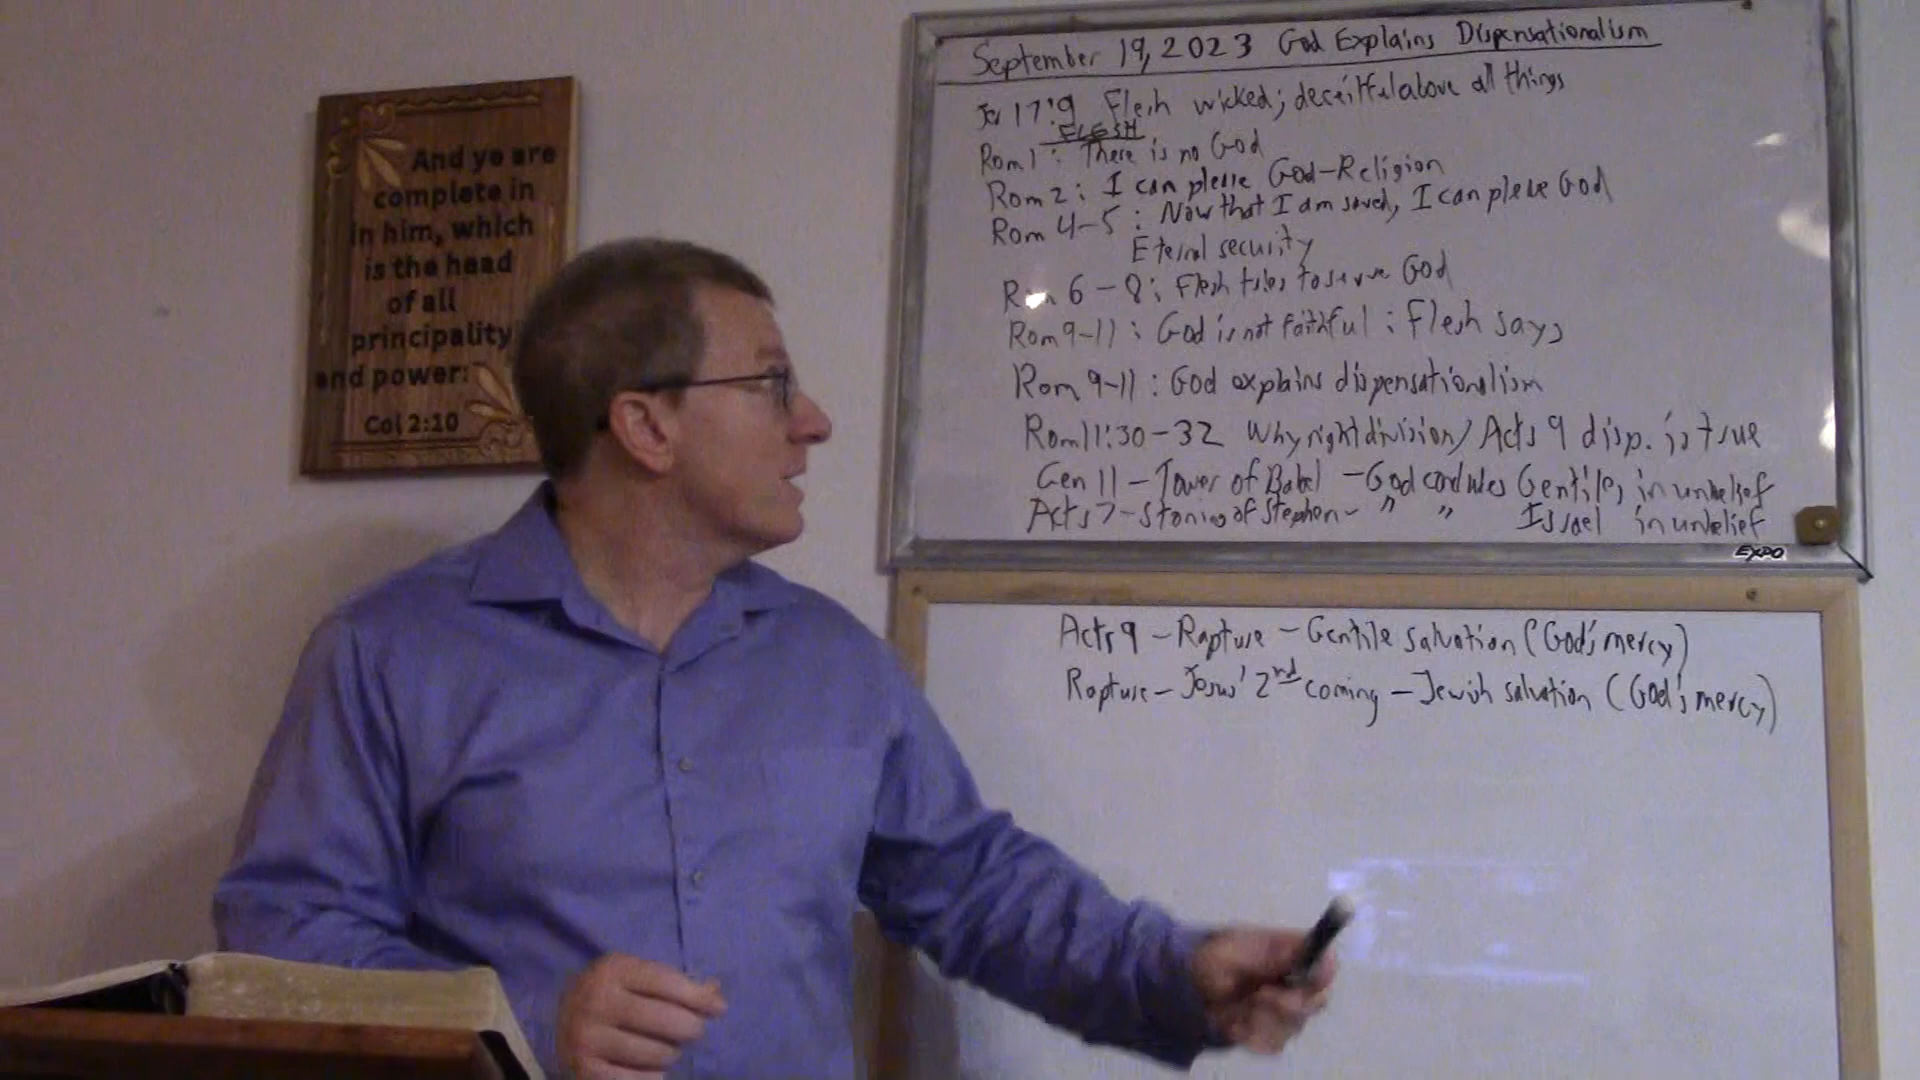 And ye are
complete in
in him, which
is the head
of all
principality
and power:
Col 2:10
September 19, 2023 God Explains Dispensationalism
Jer 17:9 Flesh wicked; deceitful above all things
FLESH
Rom 1: There is no God
Rom 2: I can please God-Religion
Rom 4-5: Now that I am saved, I can please God
Eternal security
Rom 6-8: Flesh tries to serve God
Rom 9-11: God is not faithful: Flesh says
Rom 9-11: God explains dispensationalism
Rom 11:30-32 Why right division/Acts 9 disp. is true
Gen 11-Tower of Babel -God concludes Gentiles in unbelief
Acts 7-Stoning of Stephen- " " Israel in unbelief
EXPO
Acts 9 - Rapture - Gentile salvation (God's mercy)
Rapture - Jesus' 2nd coming - Jewish salvation (God's mercy)